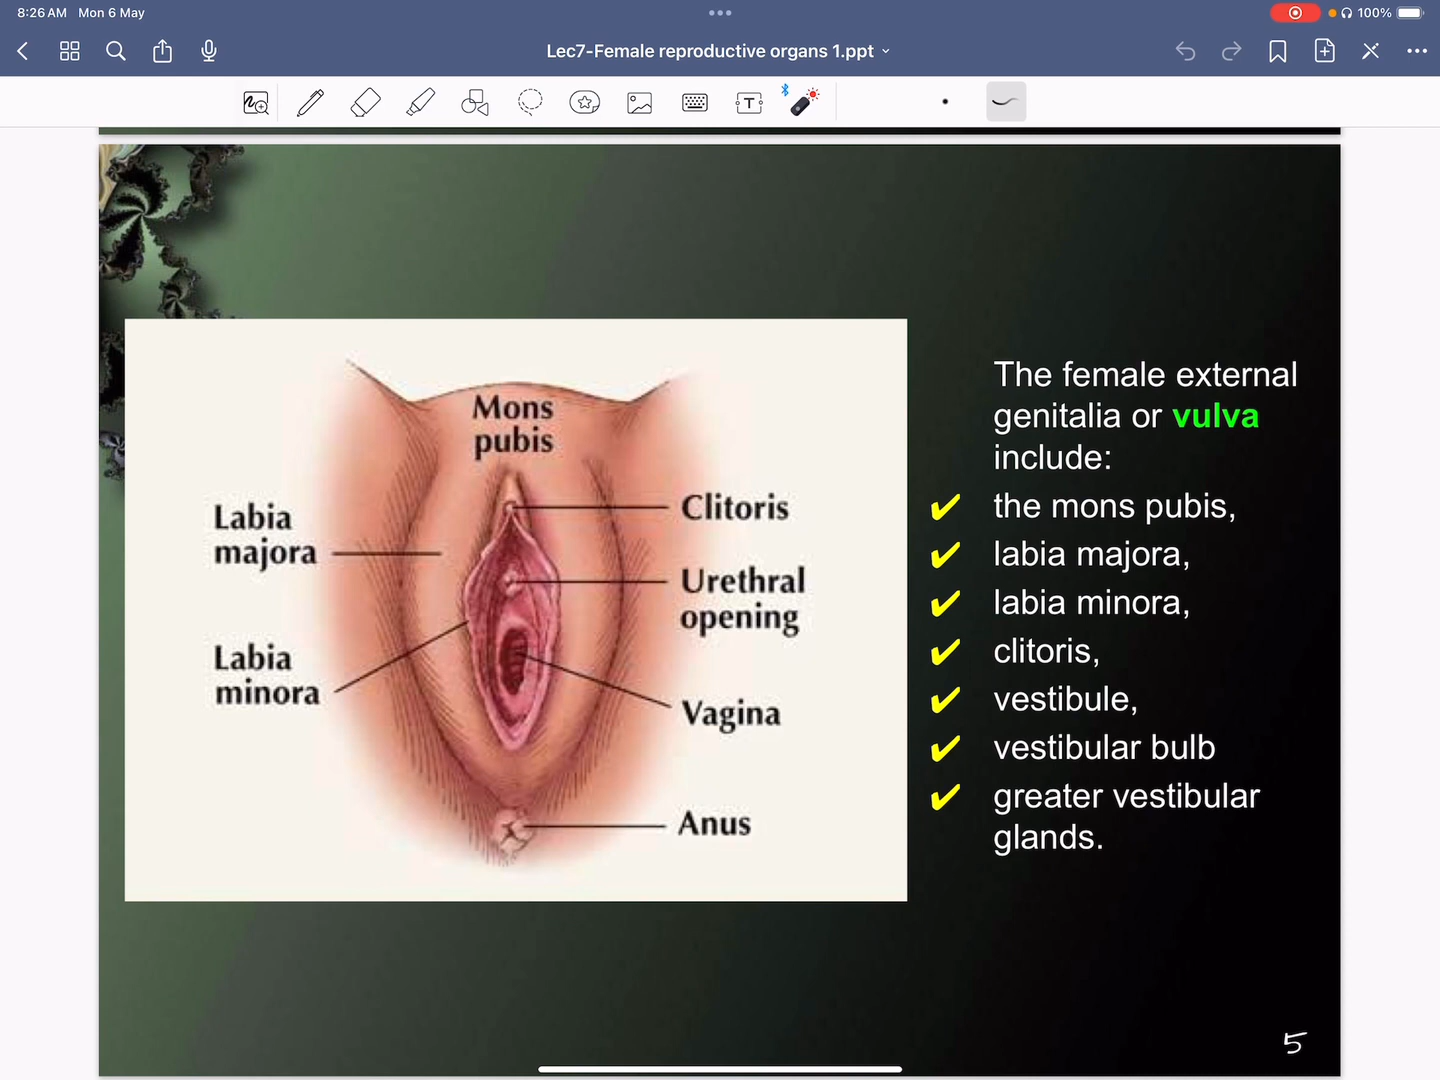 8:26 AM Mon 6 May
100%
Lec7-Female reproductive organs 1.ppt
T
Mons
pubis
Clitoris
Labia
majora
Urethral
opening
Labia
minora
Vagina
Anus
The female external
genitalia or vulva
include:
✔ the mons pubis,
✔ labia majora,
✔ labia minora,
✔ clitoris,
✔ vestibule,
✔ vestibular bulb
✔ greater vestibular
glands.
5